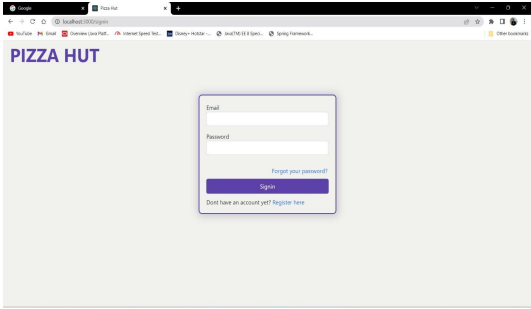 Google
Pizza Hut
localhost:3000/signin
YouTube Gmail Overview (Java Platf... Internet Speed Test... Disney+ Hotstar -... Java(TM) EE 8 Speci... Spring Framework...
Other bookmarks
PIZZA HUT
Email
Password
Forgot your password?
Signin
Dont have an account yet? Register here